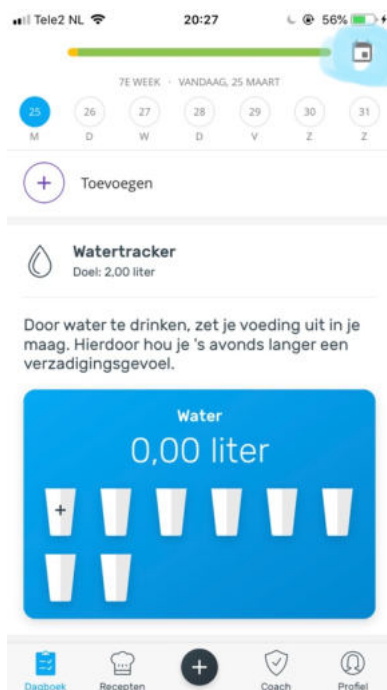 Tele2 NL 20:27 56%
7E WEEK · VANDAAG, 25 MAART
25 26 27 28 29 30 31
M D W D V Z Z
+ Toevoegen
Watertracker
Doel: 2,00 liter
Door water te drinken, zet je voeding uit in je
maag. Hierdoor hou je 's avonds langer een
verzadigingsgevoel.
Water
0,00 liter
+
+
Dagboek Recepten Coach Profiel